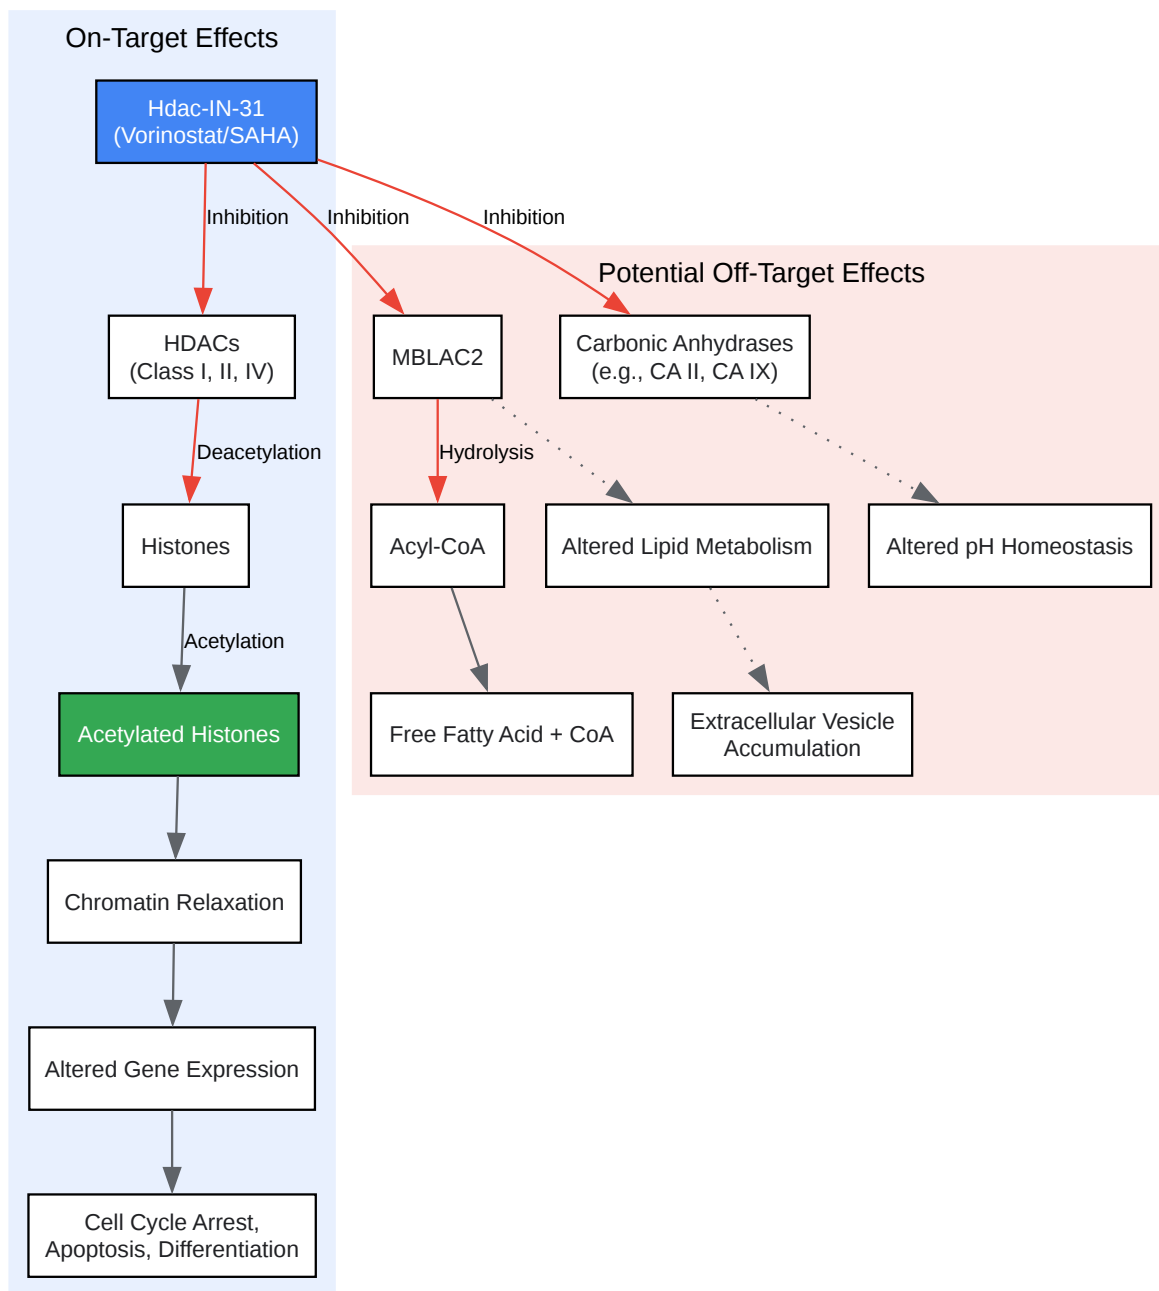 On-Target Effects
Hdac-IN-31
(Vorinostat/SAHA)
Inhibition
Inhibition
Inhibition
Potential Off-Target Effects
HDACs
(Class I, II, IV)
MBLAC2
Carbonic Anhydrases
(e.g., CA II, CA IX)
Deacetylation
Hydrolysis
Histones
Acyl-CoA
Altered Lipid Metabolism
Altered pH Homeostasis
Acetylation
Acetylated Histones
Free Fatty Acid + CoA
Extracellular Vesicle
Accumulation
Chromatin Relaxation
Altered Gene Expression
Cell Cycle Arrest,
Apoptosis, Differentiation